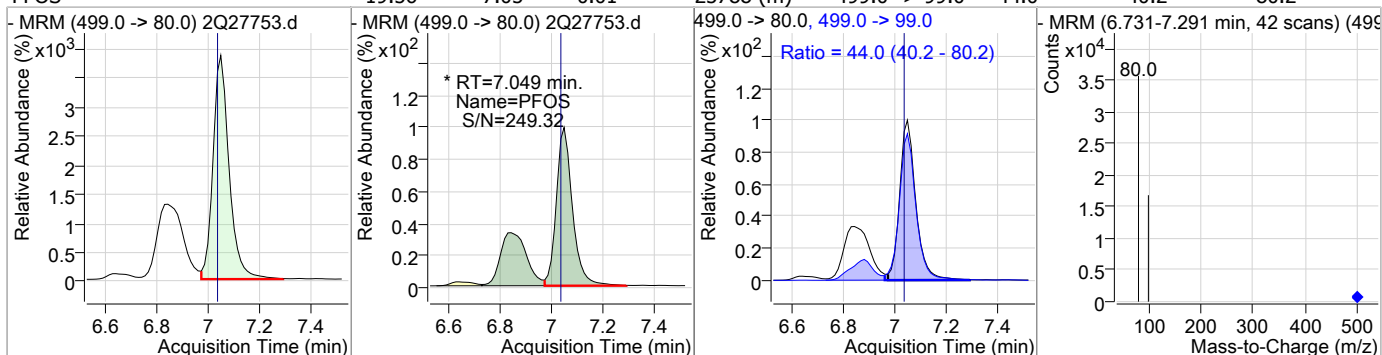 - MRM (499.0 -> 80.0) 2Q27753.d
x10³
Relative Abundance (%)
3
2.5
2
1.5
1
0.5
0
6.6 6.8 7 7.2 7.4
Acquisition Time (min)
- MRM (499.0 -> 80.0) 2Q27753.d
x10²
* RT=7.049 min.
Name=PFOS
S/N=249.32
Relative Abundance (%)
1.2
1
0.8
0.6
0.4
0.2
0
6.6 6.8 7 7.2 7.4
Acquisition Time (min)
499.0 -> 80.0, 499.0 -> 99.0
x10²
Ratio = 44.0 (40.2 - 80.2)
Relative Abundance (%)
1.2
1
0.8
0.6
0.4
0.2
0
6.6 6.8 7 7.2 7.4
Acquisition Time (min)
- MRM (6.731-7.291 min, 42 scans) (499
x10⁴
Counts
80.0
3.5
3
2.5
2
1.5
1
0.5
0
100 200 300 400 500
Mass-to-Charge (m/z)